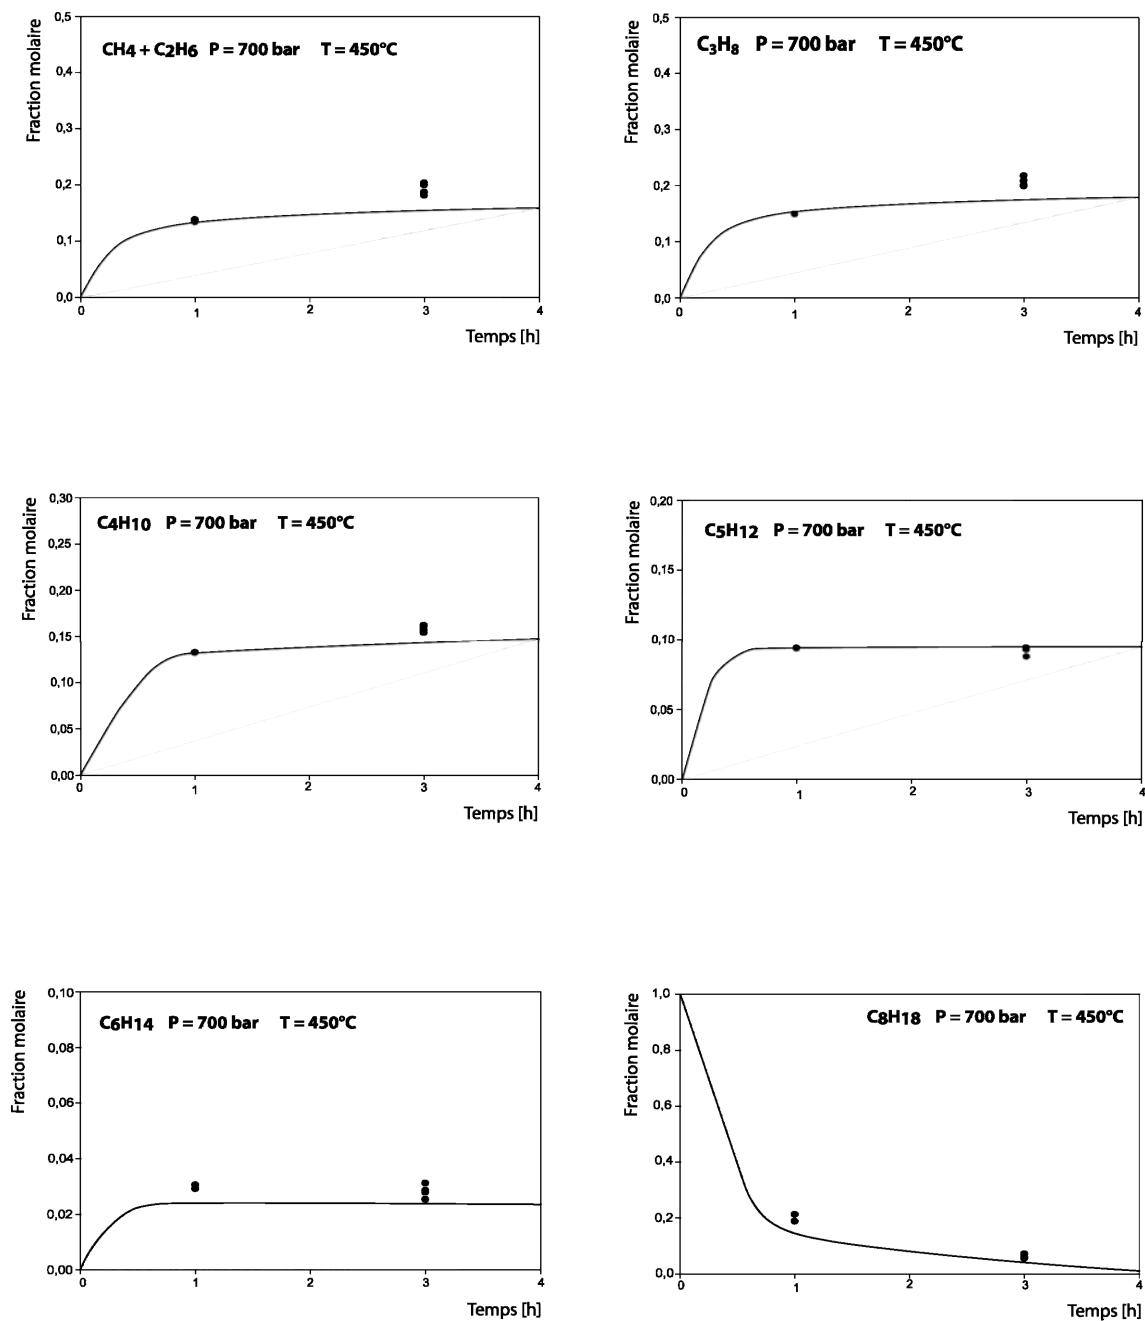 CH4 + C2H6 P = 700 bar T = 450°C
Fraction molaire
0,5
0,4
0,3
0,2
0,1
0,0
0 1 2 3 4
Temps [h]
C3H8 P = 700 bar T = 450°C
Fraction molaire
0,5
0,4
0,3
0,2
0,1
0,0
0 1 2 3 4
Temps [h]
C4H10 P = 700 bar T = 450°C
Fraction molaire
0,30
0,25
0,20
0,15
0,10
0,05
0,00
0 1 2 3 4
Temps [h]
C5H12 P = 700 bar T = 450°C
Fraction molaire
0,20
0,15
0,10
0,05
0,00
0 1 2 3 4
Temps [h]
C6H14 P = 700 bar T = 450°C
Fraction molaire
0,10
0,08
0,06
0,04
0,02
0,00
0 1 2 3 4
Temps [h]
C8H18 P = 700 bar T = 450°C
Fraction molaire
1,0
0,8
0,6
0,4
0,2
0,0
0 1 2 3 4
Temps [h]